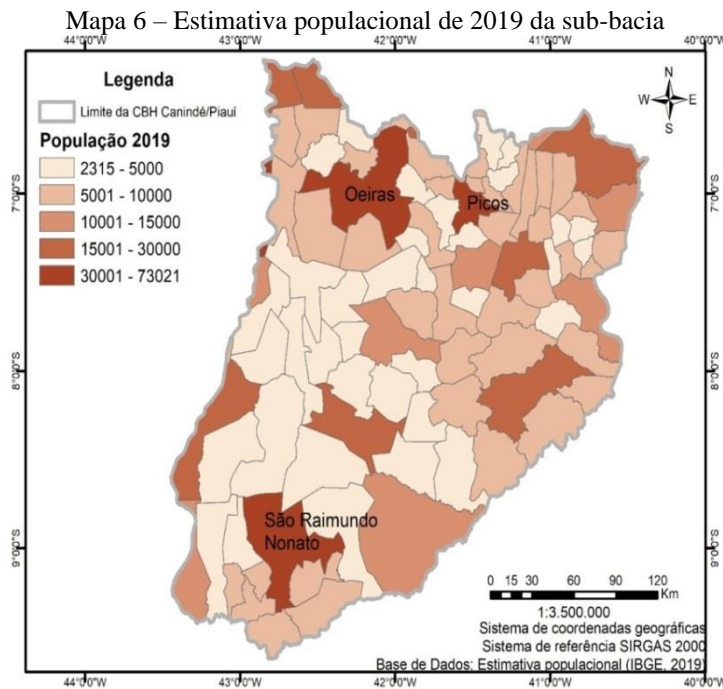 Mapa 6 – Estimativa populacional de 2019 da sub-bacia
44°0'0"W 43°0'0"W 42°0'0"W 41°0'0"W 40°0'0"W
Legenda
Limite da CBH Canindé/Piauí
População 2019
2315 - 5000
5001 - 10000
10001 - 15000
15001 - 30000
30001 - 73021
N
W E
S
7°0'0"S 7°0'0"S
Oeiras
Picos
8°0'0"S 8°0'0"S
São Raimundo
Nonato
9°0'0"S 9°0'0"S
0 15 30 60 90 120
Km
1:3.500.000
Sistema de coordenadas geográficas
Sistema de referência SIRGAS 2000
Base de Dados: Estimativa populacional (IBGE, 2019)
44°0'0"W 43°0'0"W 42°0'0"W 41°0'0"W 40°0'0"W